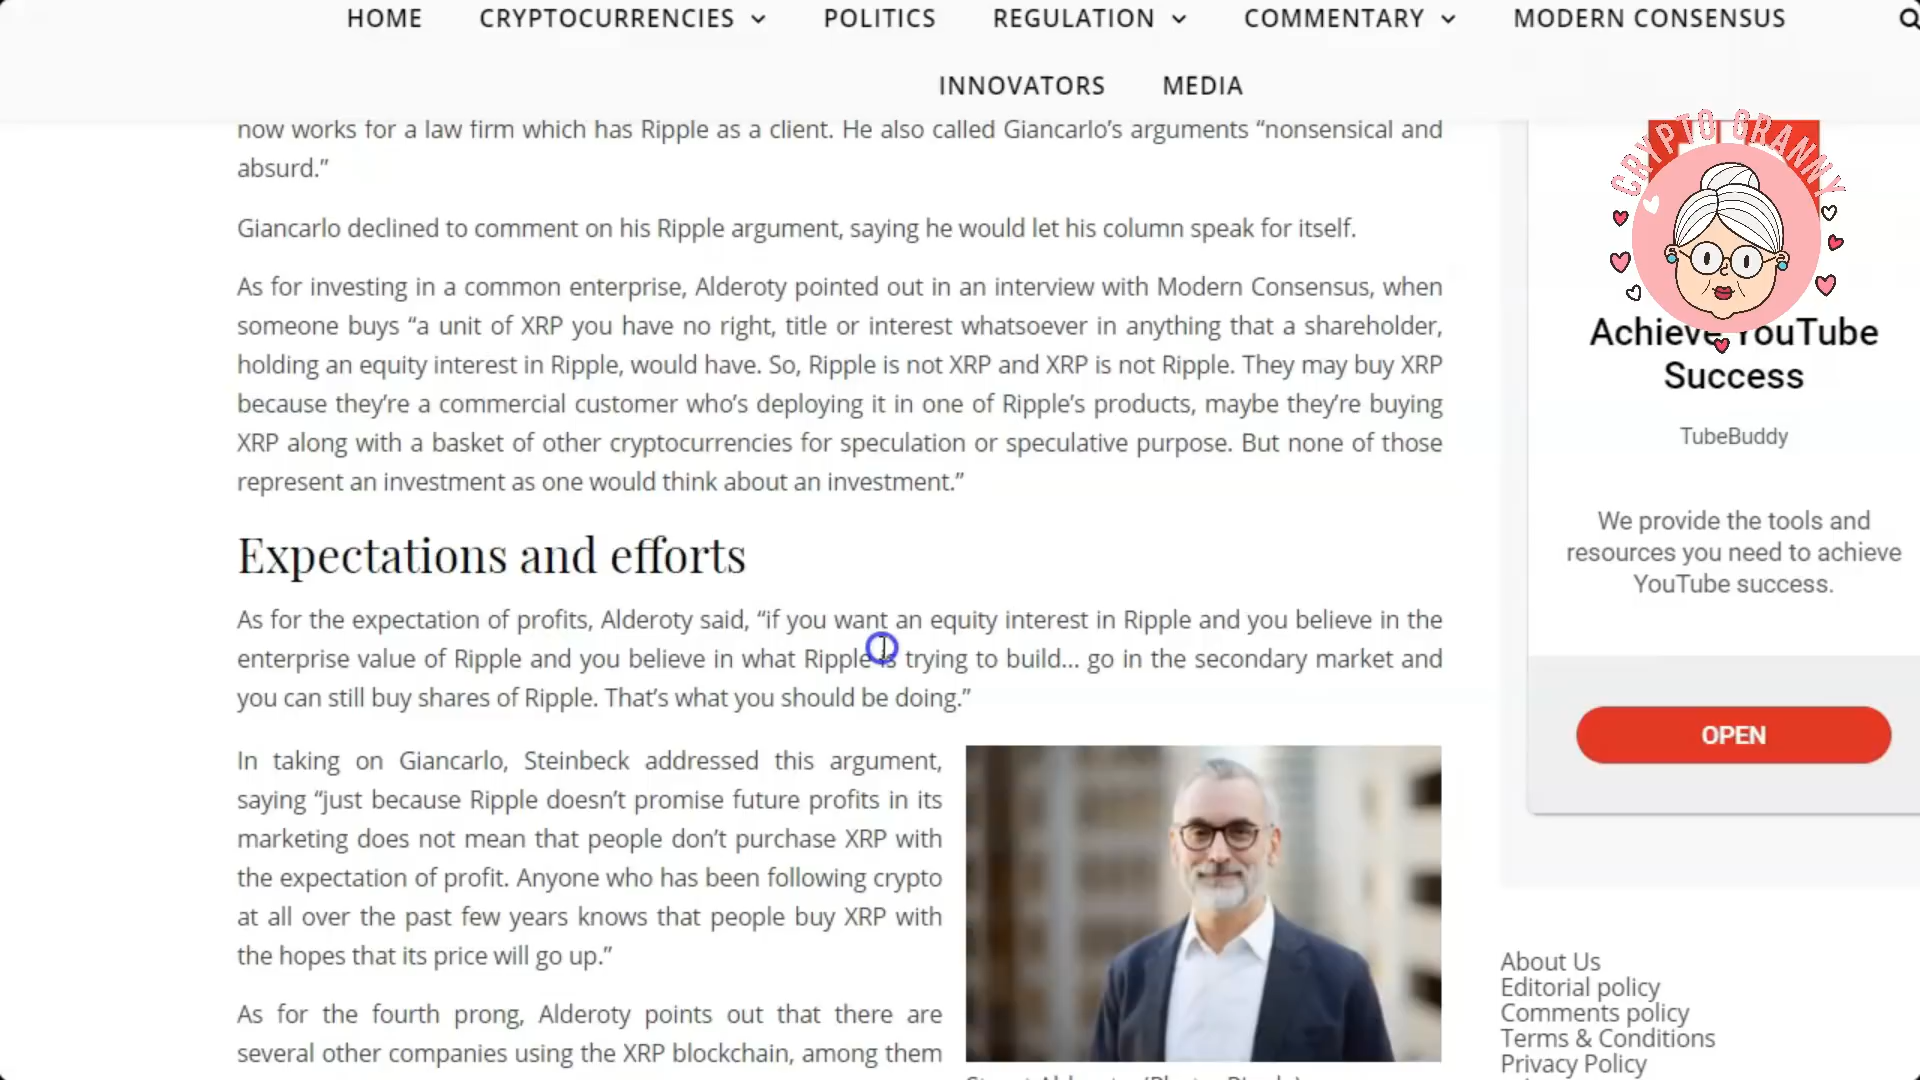 HOME CRYPTOCURRENCIES POLITICS REGULATION COMMENTARY MODERN CONSENSUS
INNOVATORS MEDIA
now works for a law firm which has Ripple as a client. He also called Giancarlo’s arguments “nonsensical and
absurd.”
Giancarlo declined to comment on his Ripple argument, saying he would let his column speak for itself.
As for investing in a common enterprise, Alderoty pointed out in an interview with Modern Consensus, when
someone buys “a unit of XRP you have no right, title or interest whatsoever in anything that a shareholder,
holding an equity interest in Ripple, would have. So, Ripple is not XRP and XRP is not Ripple. They may buy XRP
because they’re a commercial customer who’s deploying it in one of Ripple’s products, maybe they’re buying
XRP along with a basket of other cryptocurrencies for speculation or speculative purpose. But none of those
represent an investment as one would think about an investment.”
Expectations and efforts
As for the expectation of profits, Alderoty said, “if you want an equity interest in Ripple and you believe in the
enterprise value of Ripple and you believe in what Ripple is trying to build... go in the secondary market and
you can still buy shares of Ripple. That’s what you should be doing.”
In taking on Giancarlo, Steinbeck addressed this argument,
saying “just because Ripple doesn’t promise future profits in its
marketing does not mean that people don’t purchase XRP with
the expectation of profit. Anyone who has been following crypto
at all over the past few years knows that people buy XRP with
the hopes that its price will go up.”
As for the fourth prong, Alderoty points out that there are
several other companies using the XRP blockchain, among them
CRYPTO GRANNY
Achieve YouTube
Success
TubeBuddy
We provide the tools and
resources you need to achieve
YouTube success.
OPEN
About Us
Editorial policy
Comments policy
Terms & Conditions
Privacy Policy